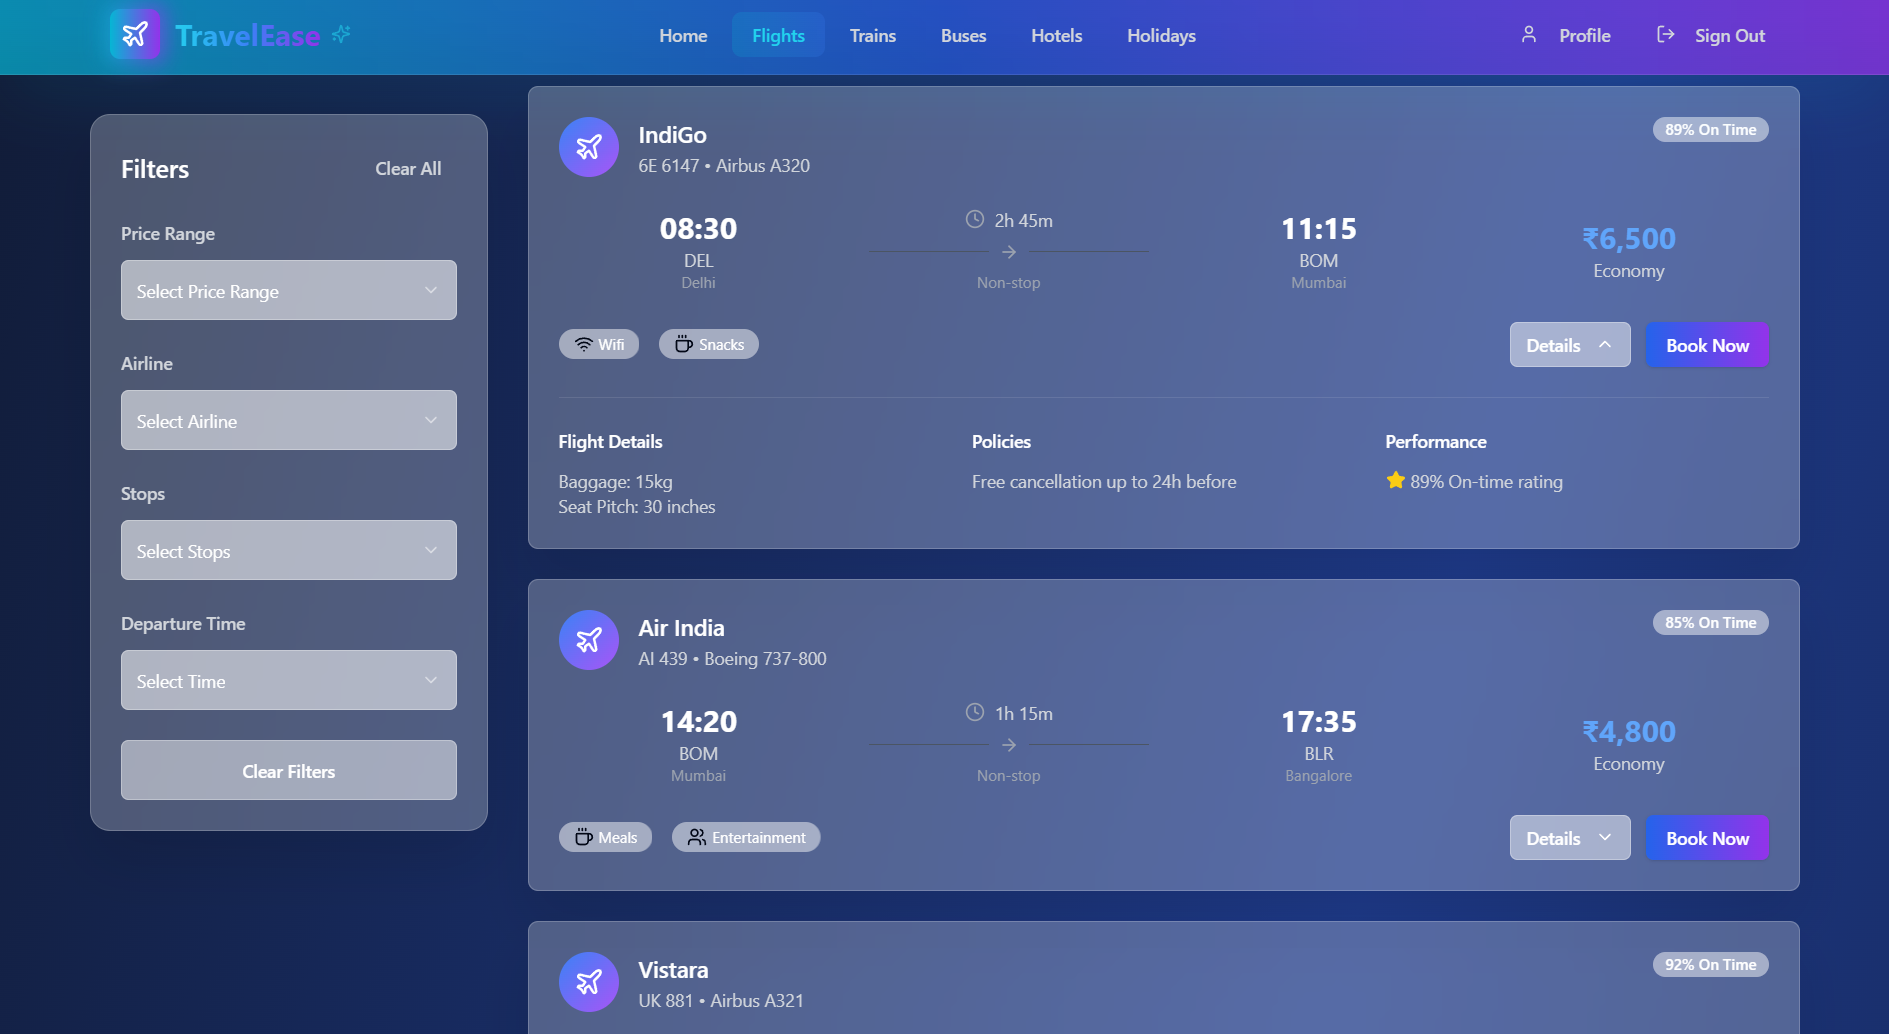 TravelEase
Home Flights Trains Buses Hotels Holidays
Profile Sign Out
Filters Clear All
Price Range
Select Price Range
Airline
Select Airline
Stops
Select Stops
Departure Time
Select Time
Clear Filters
IndiGo
6E 6147 • Airbus A320
89% On Time
08:30
DEL
Delhi
2h 45m
Non-stop
11:15
BOM
Mumbai
₹6,500
Economy
Wifi Snacks
Details Book Now
Flight Details
Baggage: 15kg
Seat Pitch: 30 inches
Policies
Free cancellation up to 24h before
Performance
89% On-time rating
Air India
AI 439 • Boeing 737-800
85% On Time
14:20
BOM
Mumbai
1h 15m
Non-stop
17:35
BLR
Bangalore
₹4,800
Economy
Meals Entertainment
Details Book Now
Vistara
UK 881 • Airbus A321
92% On Time